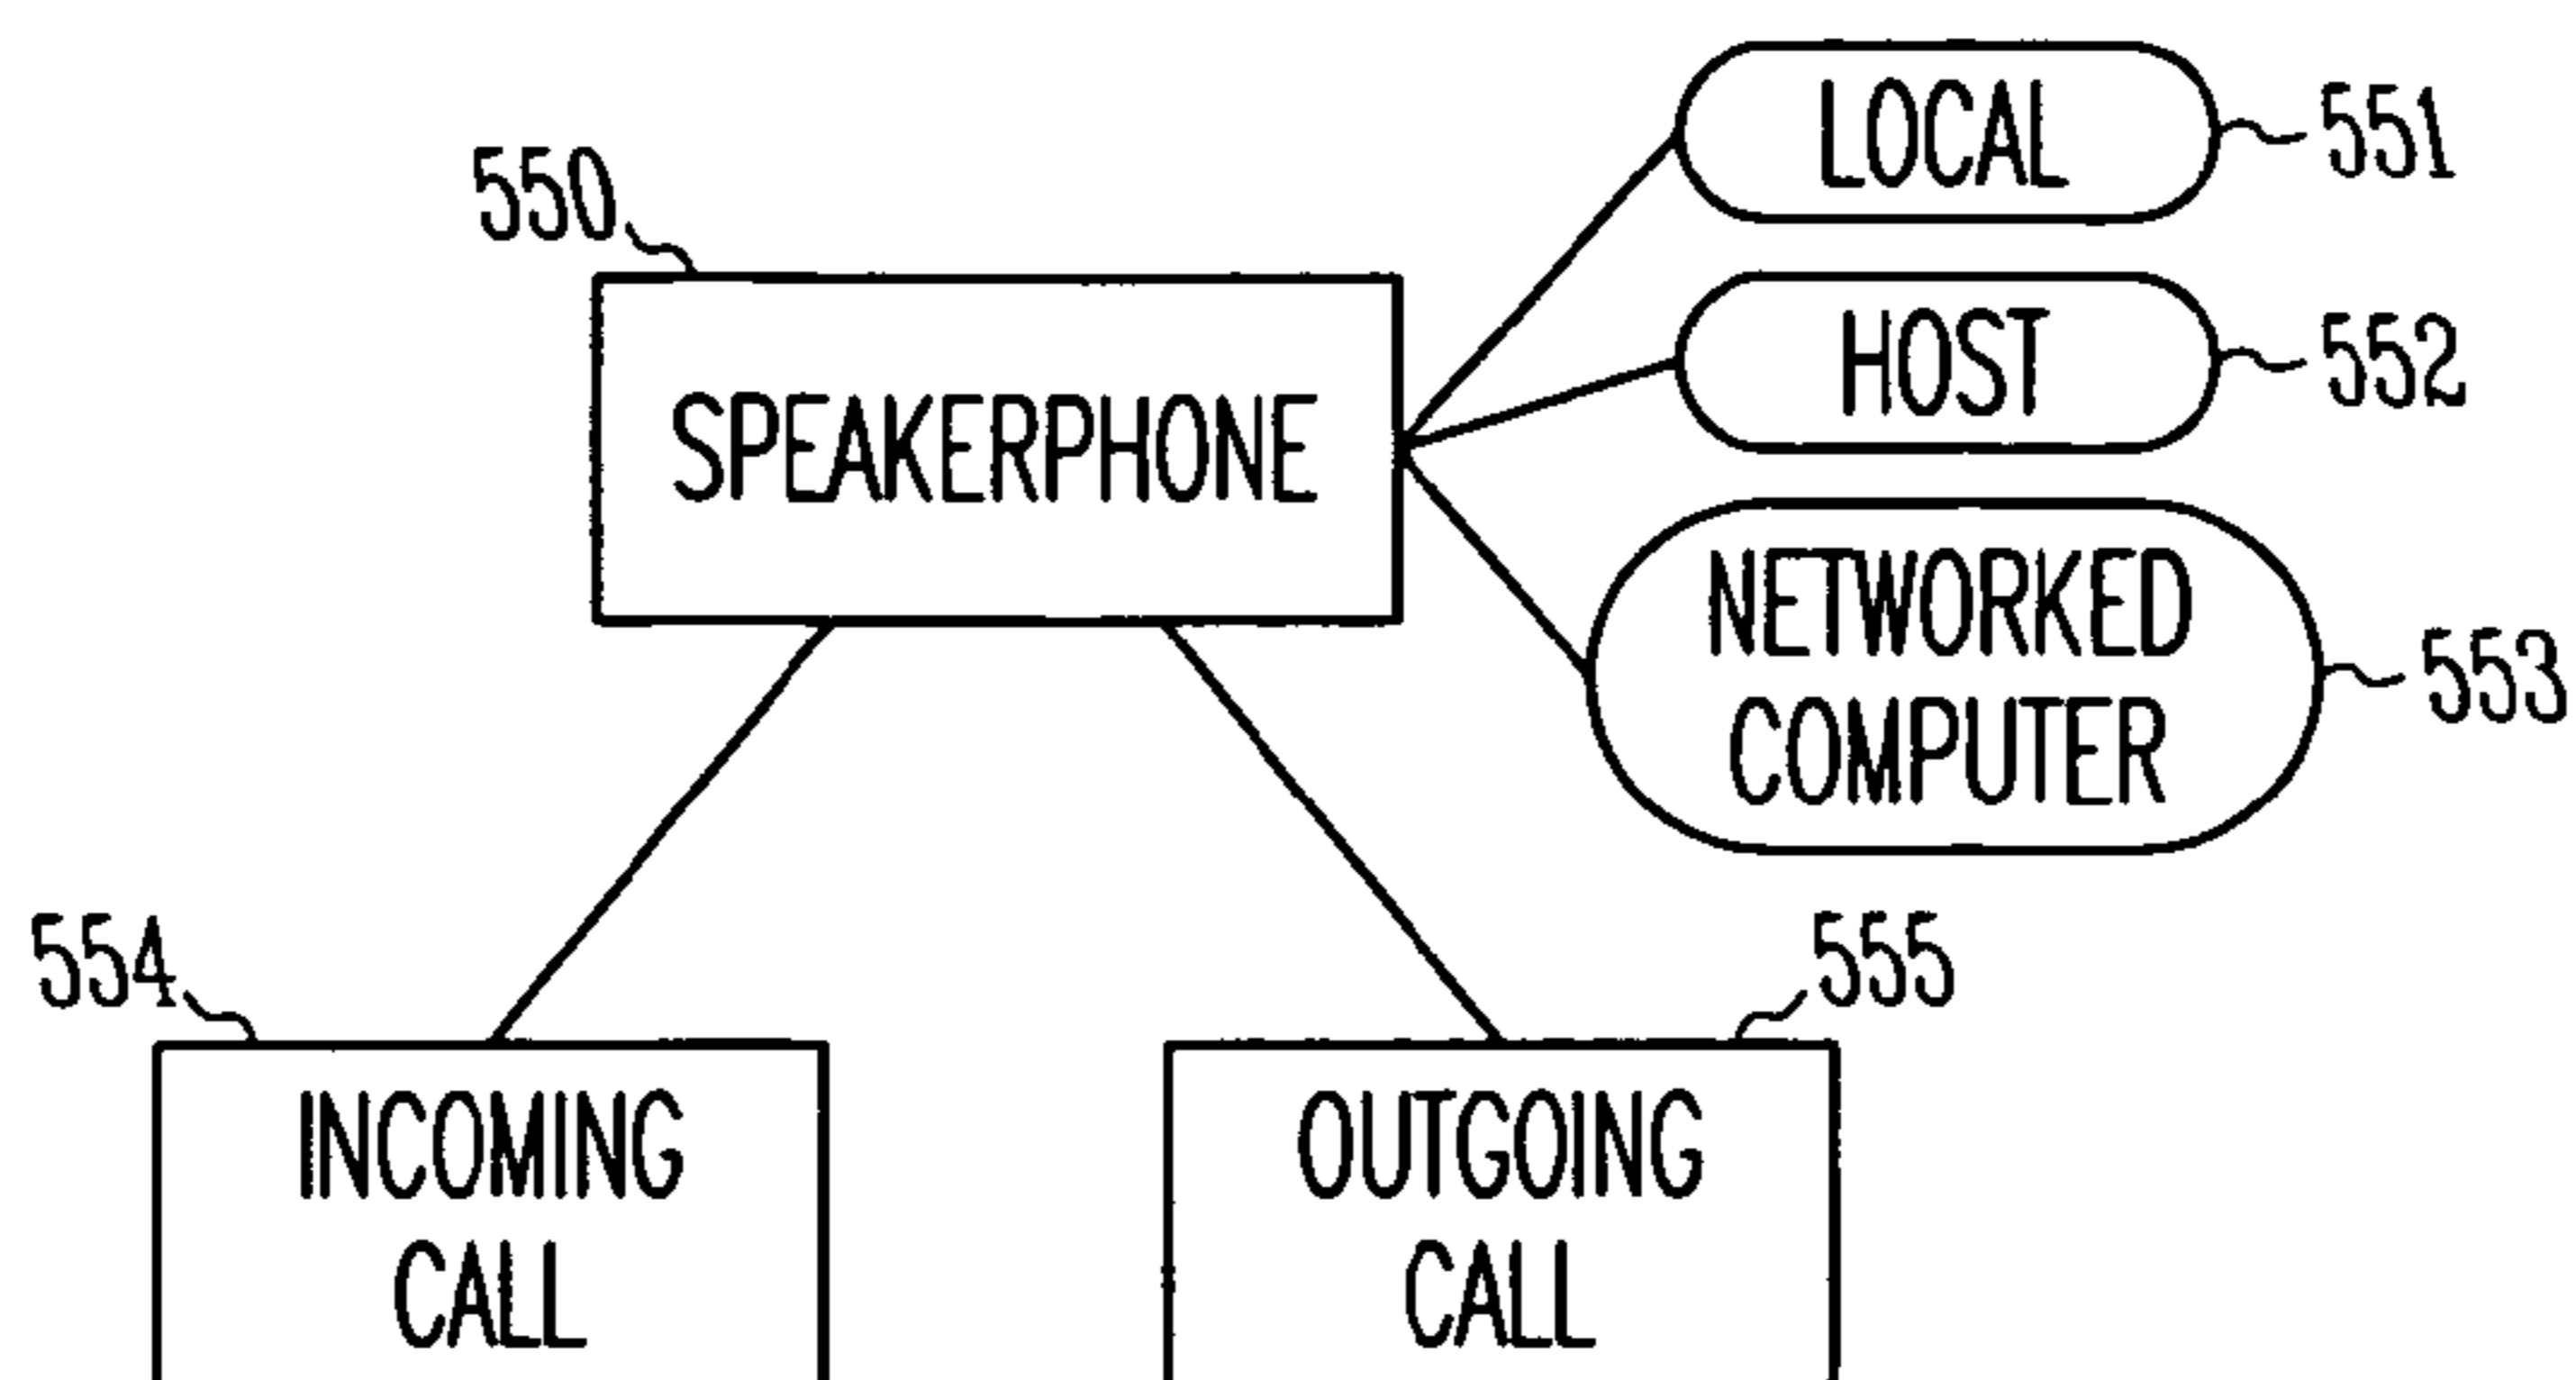 LOCAL
551
550
HOST
552
SPEAKERPHONE
NETWORKED
COMPUTER
553
554
555
INCOMING
CALL
OUTGOING
CALL